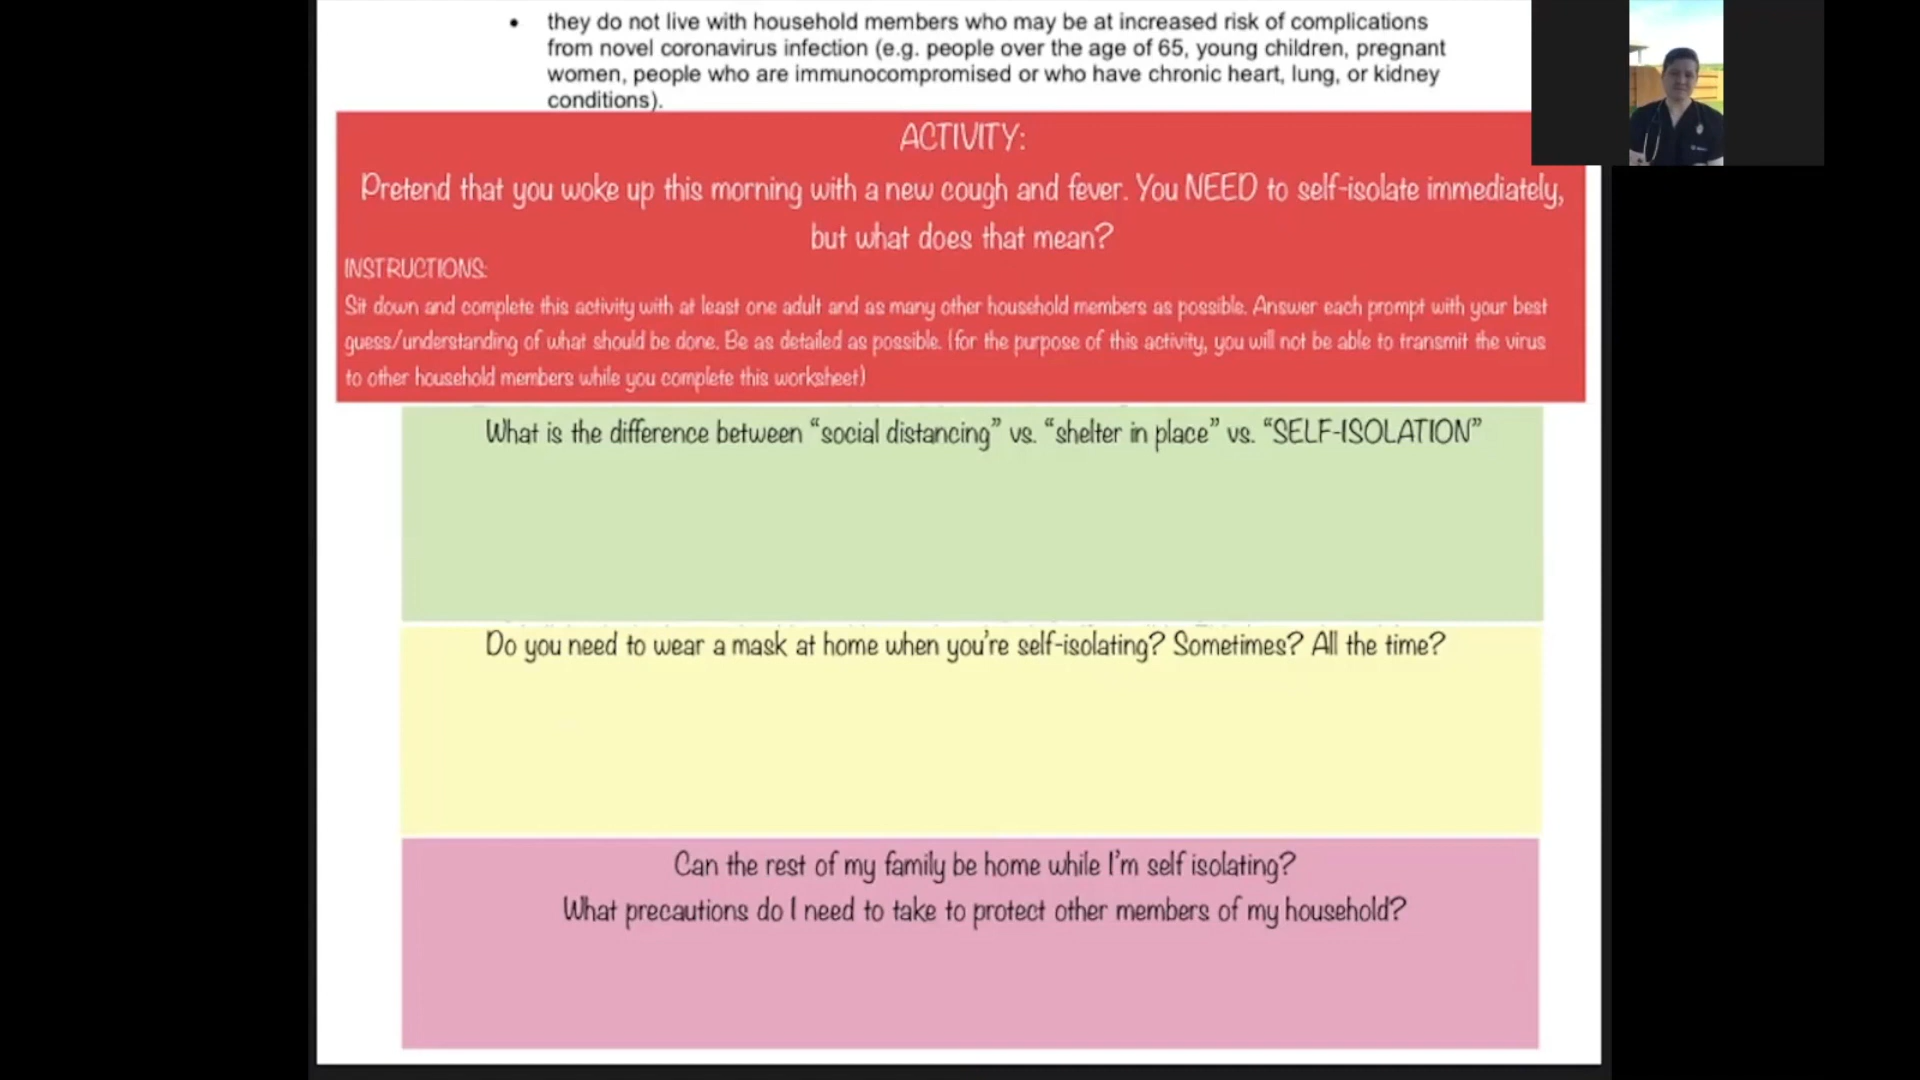 • they do not live with household members who may be at increased risk of complications
from novel coronavirus infection (e.g. people over the age of 65, young children, pregnant
women, people who are immunocompromised or who have chronic heart, lung, or kidney
conditions).
ACTIVITY:
Pretend that you woke up this morning with a new cough and fever. You NEED to self-isolate immediately,
but what does that mean?
INSTRUCTIONS:
Sit down and complete this activity with at least one adult and as many other household members as possible. Answer each prompt with your best
guess/understanding of what should be done. Be as detailed as possible. (for the purpose of this activity, you will not be able to transmit the virus
to other household members while you complete this worksheet)
What is the difference between “social distancing” vs. “shelter in place” vs. “SELF-ISOLATION”
Do you need to wear a mask at home when you’re self-isolating? Sometimes? All the time?
Can the rest of my family be home while I’m self isolating?
What precautions do I need to take to protect other members of my household?